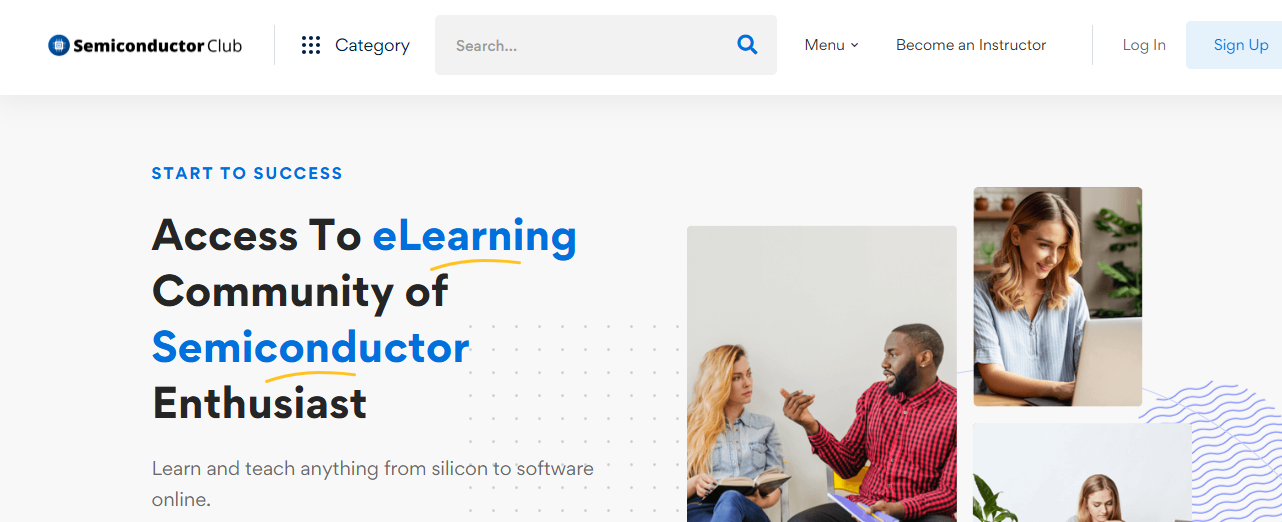 Semiconductor Club
Category
Search...
Menu
Become an Instructor
Log In
Sign Up
START TO SUCCESS
Access To eLearning
Community of
Semiconductor
Enthusiast
Learn and teach anything from silicon to software
online.